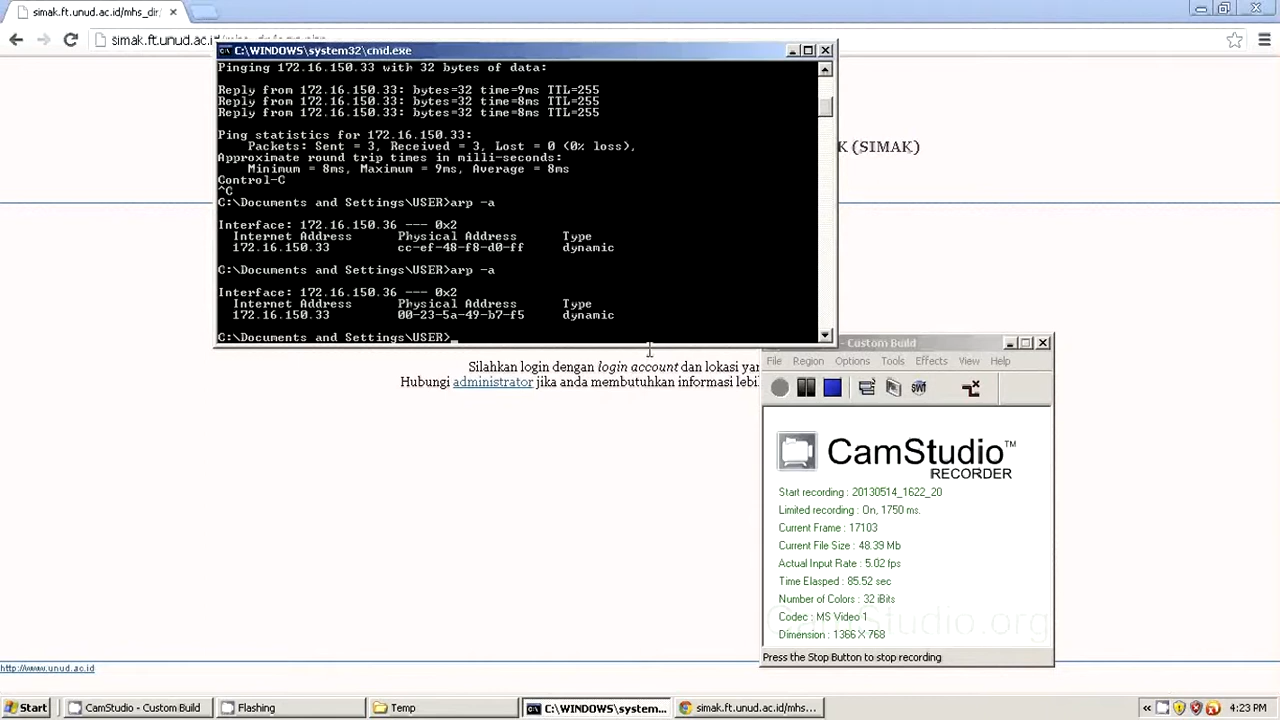 simak.ft.unud.ac.id/mhs_dir/
simak.ft.unud.ac.id/
C:\WINDOWS\system32\cmd.exe
Pinging 172.16.150.33 with 32 bytes of data:
Reply from 172.16.150.33: bytes=32 time=9ms TTL=255
Reply from 172.16.150.33: bytes=32 time=8ms TTL=255
Reply from 172.16.150.33: bytes=32 time=8ms TTL=255
Ping statistics for 172.16.150.33:
Packets: Sent = 3, Received = 3, Lost = 0 (0% loss),
Approximate round trip times in milli-seconds:
Minimum = 8ms, Maximum = 9ms, Average = 8ms
Control-C
^C
C:\Documents and Settings\USER>arp -a
Interface: 172.16.150.36 --- 0x2
Internet Address Physical Address Type
172.16.150.33 cc-ef-48-f8-d0-ff dynamic
C:\Documents and Settings\USER>arp -a
Interface: 172.16.150.36 --- 0x2
Internet Address Physical Address Type
172.16.150.33 00-23-5a-49-b7-f5 dynamic
C:\Documents and Settings\USER>_
K (SIMAK)
Silahkan login dengan login account dan lokasi yan
Hubungi administrator jika anda membutuhkan informasi lebi
- Custom Build
File Region Options Tools Effects View Help
SWF
CamStudio™
RECORDER
Start recording : 20130514_1622_20
Limited recording : On, 1750 ms.
Current Frame : 17103
Current File Size : 48.39 Mb
Actual Input Rate : 5.02 fps
Time Elasped : 85.52 sec
Number of Colors : 32 iBits
Codec : MS Video 1
CamStudio.org
Dimension : 1366 X 768
Press the Stop Button to stop recording
http://www.unud.ac.id
Start
CamStudio - Custom Build
Flashing
Temp
C:\WINDOWS\system...
simak.ft.unud.ac.id/mhs...
4:23 PM